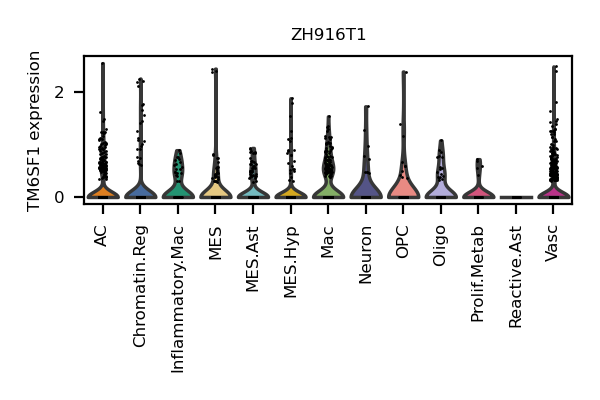 ZH916T1
TM6SF1 expression
2
0
AC
Chromatin.Reg
Inflammatory.Mac
MES
MES.Ast
MES.Hyp
Mac
Neuron
OPC
Oligo
Prolif.Metab
Reactive.Ast
Vasc